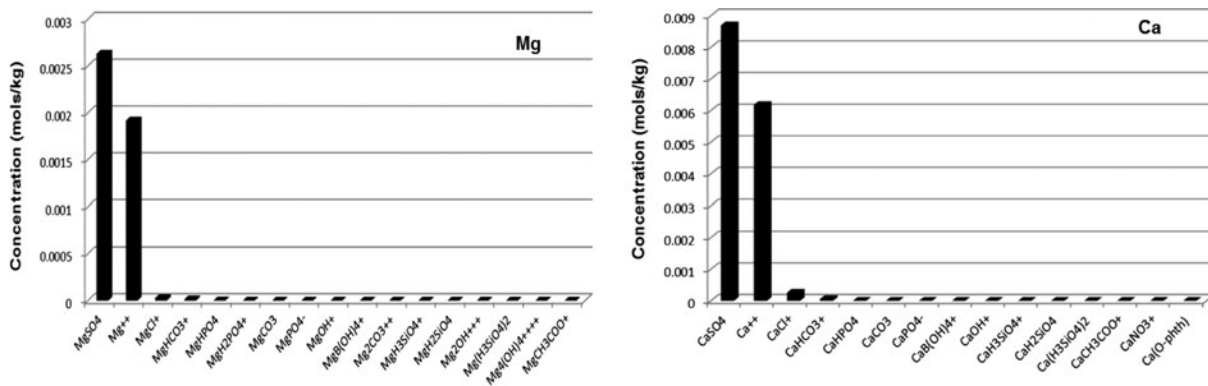 Concentration (mols/kg)
0.003
0.0025
0.002
0.0015
0.001
0.0005
0
Mg
MgSO4
Mg++
MgCl+
MgHCO3+
MgHPO4
MgH2PO4+
MgCO3
MgPO4-
MgOH+
MgB(OH)4+
Mg2CO3++
MgH3SiO4+
MgH2SiO4
Mg2OH+++
Mg(H3SiO4)2
Mg4(OH)4++++
MgCH3COO+
Concentration (mols/kg)
0.009
0.008
0.007
0.006
0.005
0.004
0.003
0.002
0.001
0
Ca
CaSO4
Ca++
CaCl+
CaHCO3+
CaHPO4
CaCO3
CaPO4-
CaB(OH)4+
CaOH+
CaH3SiO4+
CaH2SiO4
Ca(H3SiO4)2
CaCH3COO+
CaNO3+
Ca(O-phth)